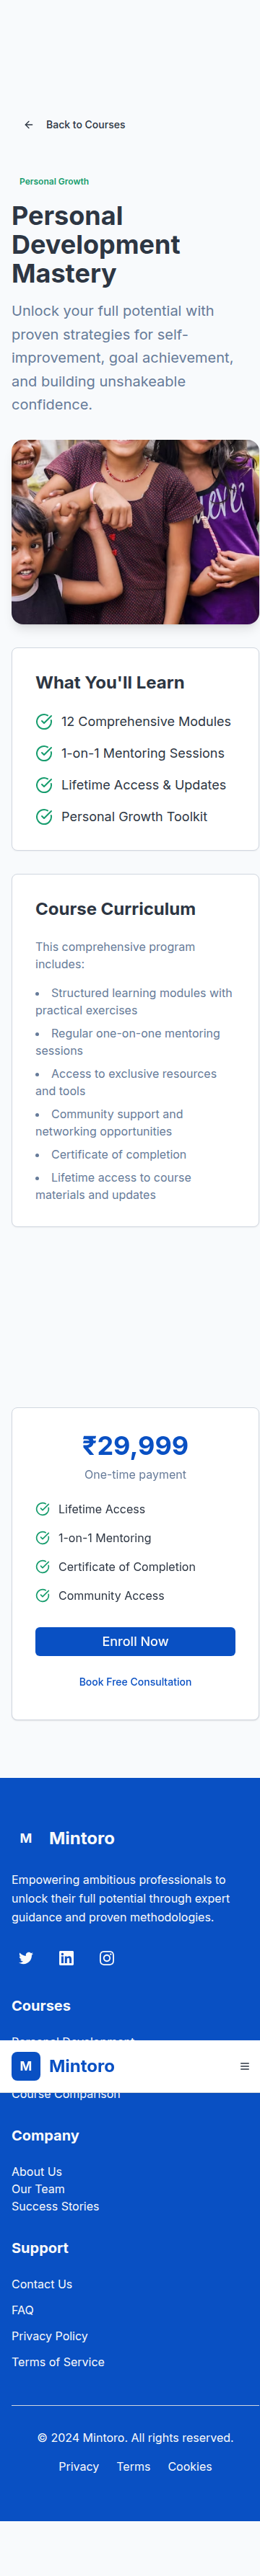 Back to Courses
Personal Growth
Personal
Development
Mastery
Unlock your full potential with
proven strategies for self-
improvement, goal achievement,
and building unshakeable
confidence.
What You'll Learn
12 Comprehensive Modules
1-on-1 Mentoring Sessions
Lifetime Access & Updates
Personal Growth Toolkit
Course Curriculum
This comprehensive program
includes:
• Structured learning modules with
practical exercises
• Regular one-on-one mentoring
sessions
• Access to exclusive resources
and tools
• Community support and
networking opportunities
• Certificate of completion
• Lifetime access to course
materials and updates
₹29,999
One-time payment
Lifetime Access
1-on-1 Mentoring
Certificate of Completion
Community Access
Enroll Now
Book Free Consultation
M Mintoro
Empowering ambitious professionals to
unlock their full potential through expert
guidance and proven methodologies.
Courses
Personal Development
M Mintoro
Course Comparison
Company
About Us
Our Team
Success Stories
Support
Contact Us
FAQ
Privacy Policy
Terms of Service
© 2024 Mintoro. All rights reserved.
Privacy Terms Cookies